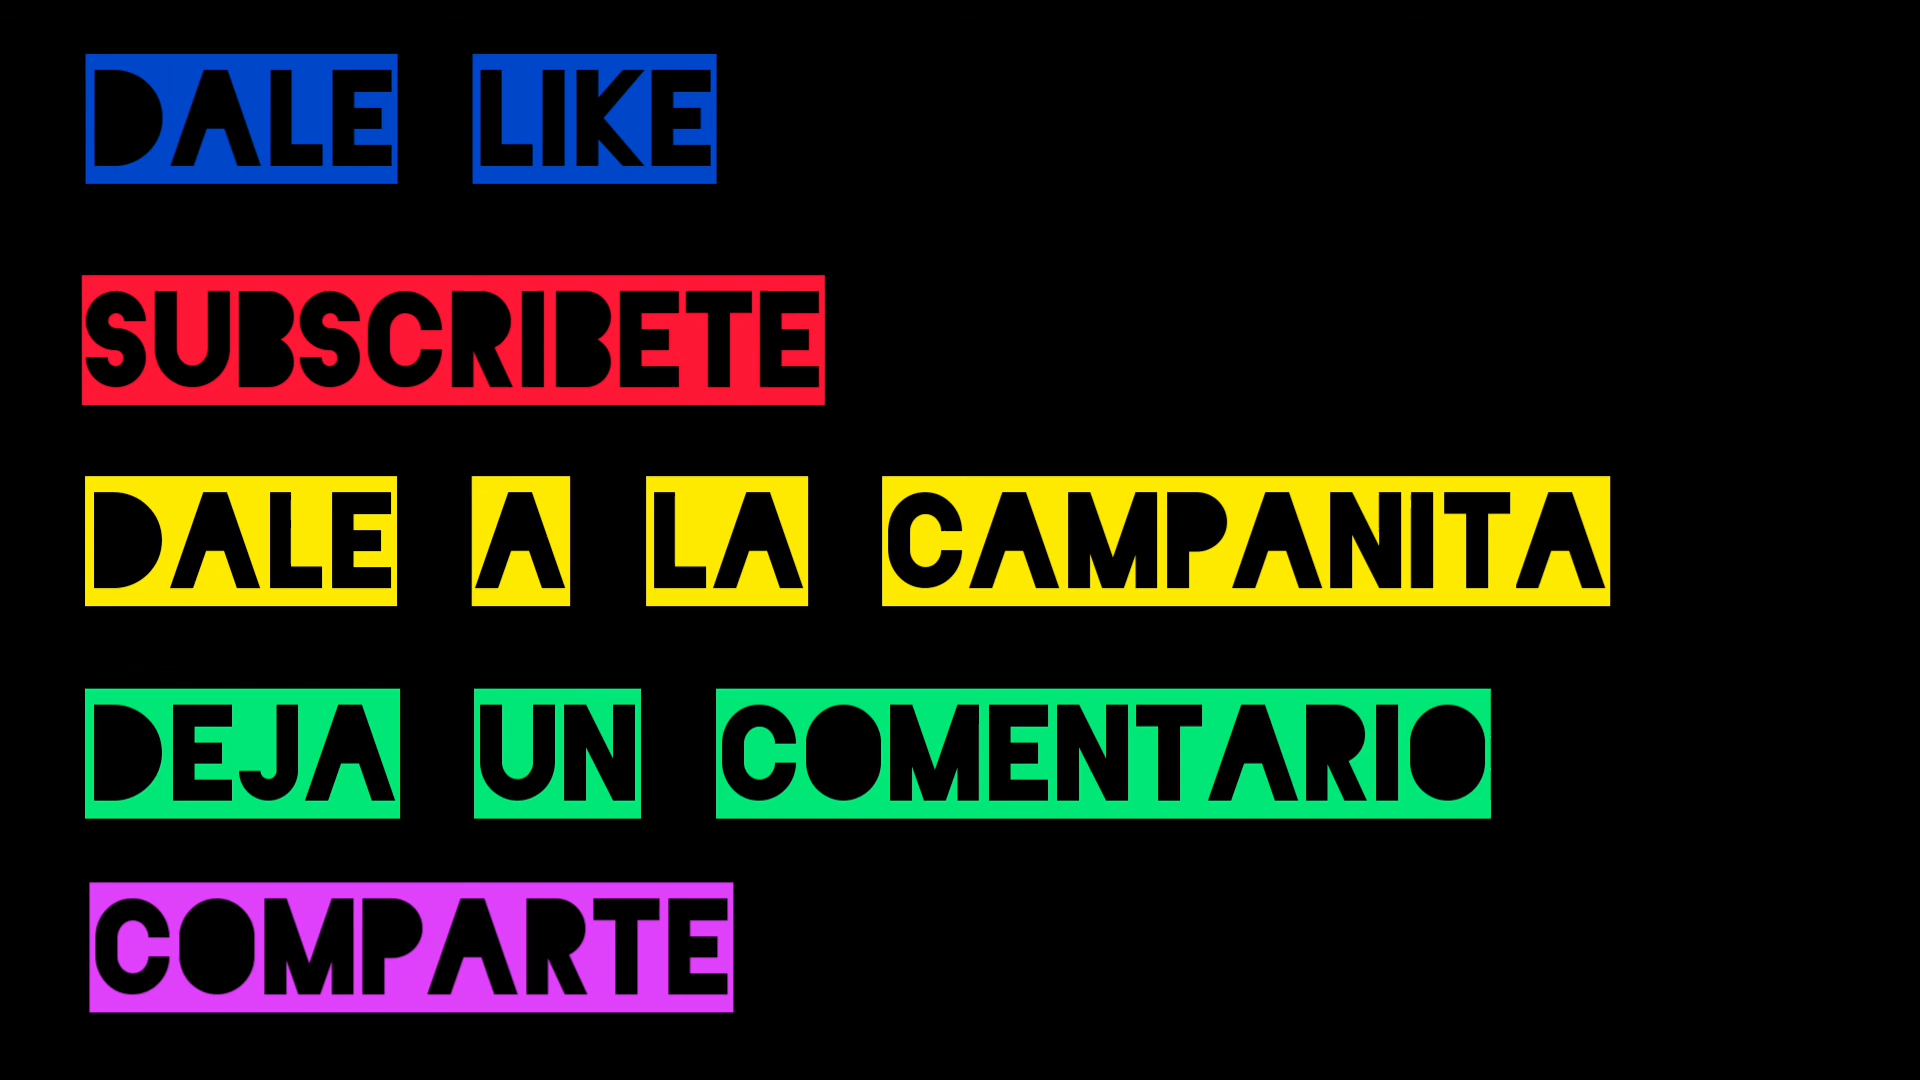 DALE LIKE
SUBSCRIBETE
DALE A LA CAMPANITA
DEJA UN COMENTARIO
COMPARTE